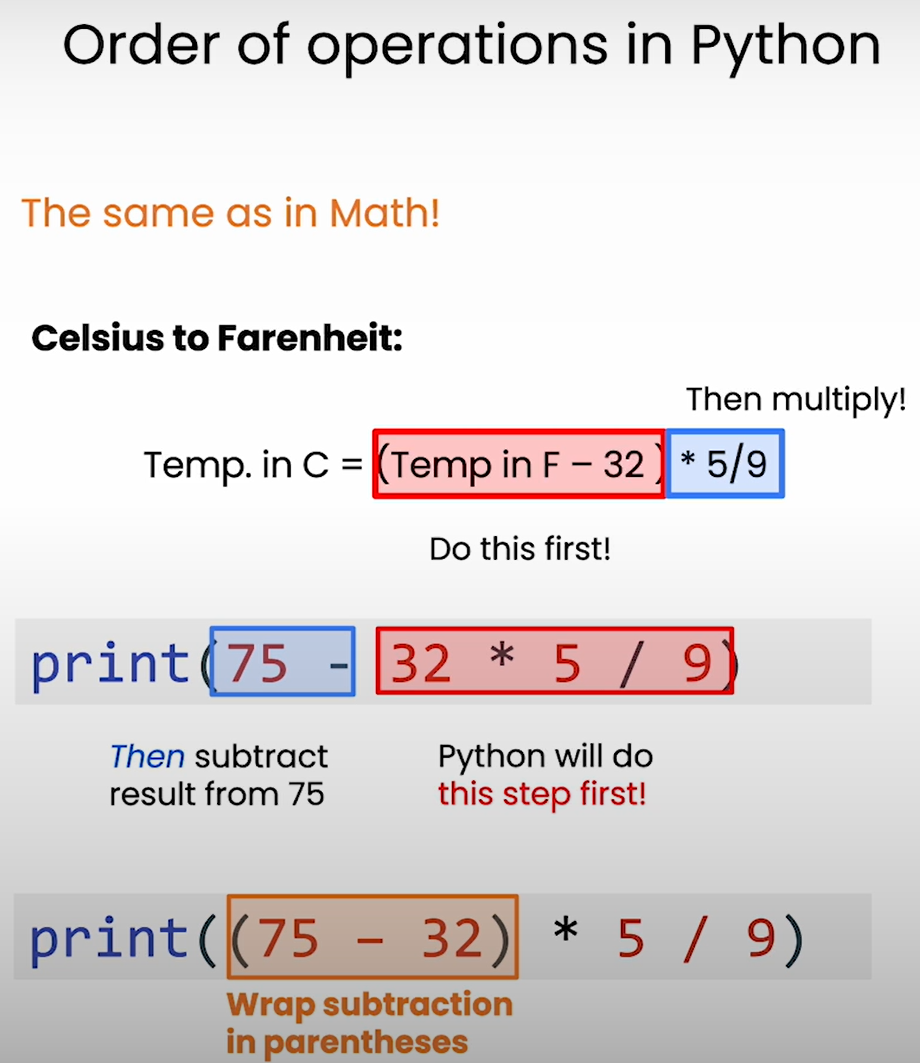 Order of operations in Python
The same as in Math!
Celsius to Farenheit:
Then multiply!
Temp. in C = (Temp in F – 32 ) * 5/9
Do this first!
print(75 - 32 * 5 / 9)
Then subtract
result from 75
Python will do
this step first!
print((75 - 32) * 5 / 9)
Wrap subtraction
in parentheses